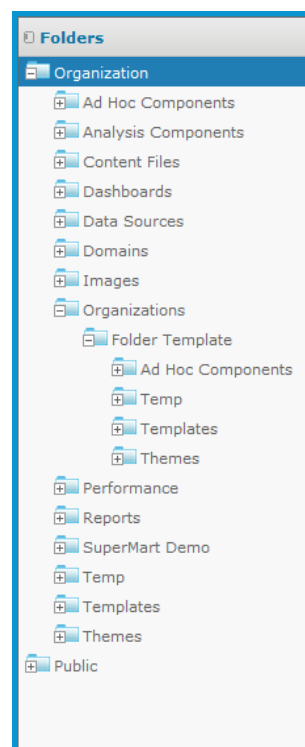 Folders
Organization
Ad Hoc Components
Analysis Components
Content Files
Dashboards
Data Sources
Domains
Images
Organizations
Folder Template
Ad Hoc Components
Temp
Templates
Themes
Performance
Reports
SuperMart Demo
Temp
Templates
Themes
Public